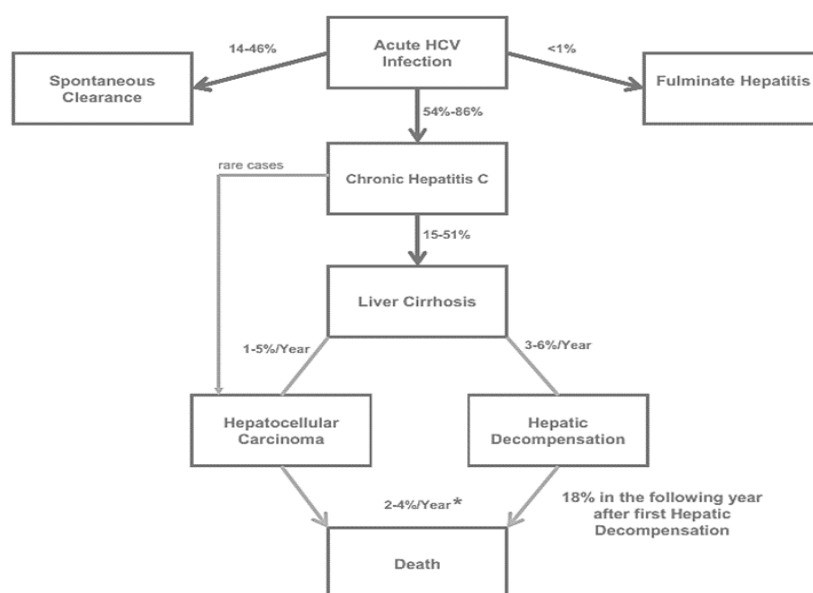 14-46%
Acute HCV
Infection
<1%
Spontaneous
Clearance
Fulminate Hepatitis
54%-86%
rare cases
Chronic Hepatitis C
15-51%
Liver Cirrhosis
1-5%/Year
3-6%/Year
Hepatocellular
Carcinoma
Hepatic
Decompensation
2-4%/Year*
18% in the following year
after first Hepatic
Decompensation
Death